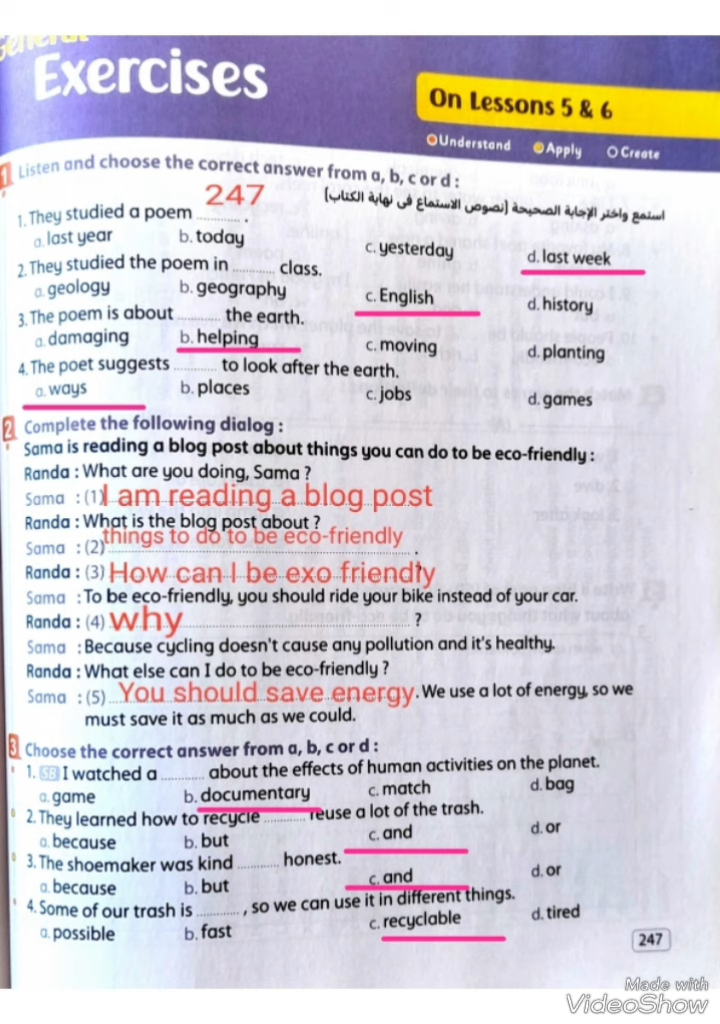 General
Exercises
On Lessons 5 & 6
Understand Apply Create
1 Listen and choose the correct answer from a, b, c or d :
247
استمع واختر الإجابة الصحيحة (نصوص الاستماع فى نهاية الكتاب)
1. They studied a poem .......... .
a. last year b. today c. yesterday d. last week
2. They studied the poem in .......... class.
a. geology b. geography c. English d. history
3. The poem is about .......... the earth.
a. damaging b. helping c. moving d. planting
4. The poet suggests .......... to look after the earth.
a. ways b. places c. jobs d. games
2 Complete the following dialog :
Sama is reading a blog post about things you can do to be eco-friendly :
Randa : What are you doing, Sama ?
Sama : (1) I am reading a blog post
Randa : What is the blog post about ?
Sama : (2) things to do to be eco-friendly .
Randa : (3) How can I be exo friendly ?
Sama : To be eco-friendly, you should ride your bike instead of your car.
Randa : (4) why ?
Sama : Because cycling doesn't cause any pollution and it's healthy.
Randa : What else can I do to be eco-friendly ?
Sama : (5) You should save energy. We use a lot of energy, so we
must save it as much as we could.
3 Choose the correct answer from a, b, c or d :
1. SB I watched a .......... about the effects of human activities on the planet.
a. game b. documentary c. match d. bag
2. They learned how to recycle .......... reuse a lot of the trash.
a. because b. but c. and d. or
3. The shoemaker was kind .......... honest.
a. because b. but c. and d. or
4. Some of our trash is .......... , so we can use it in different things.
a. possible b. fast c. recyclable d. tired
247
Made with
VideoShow